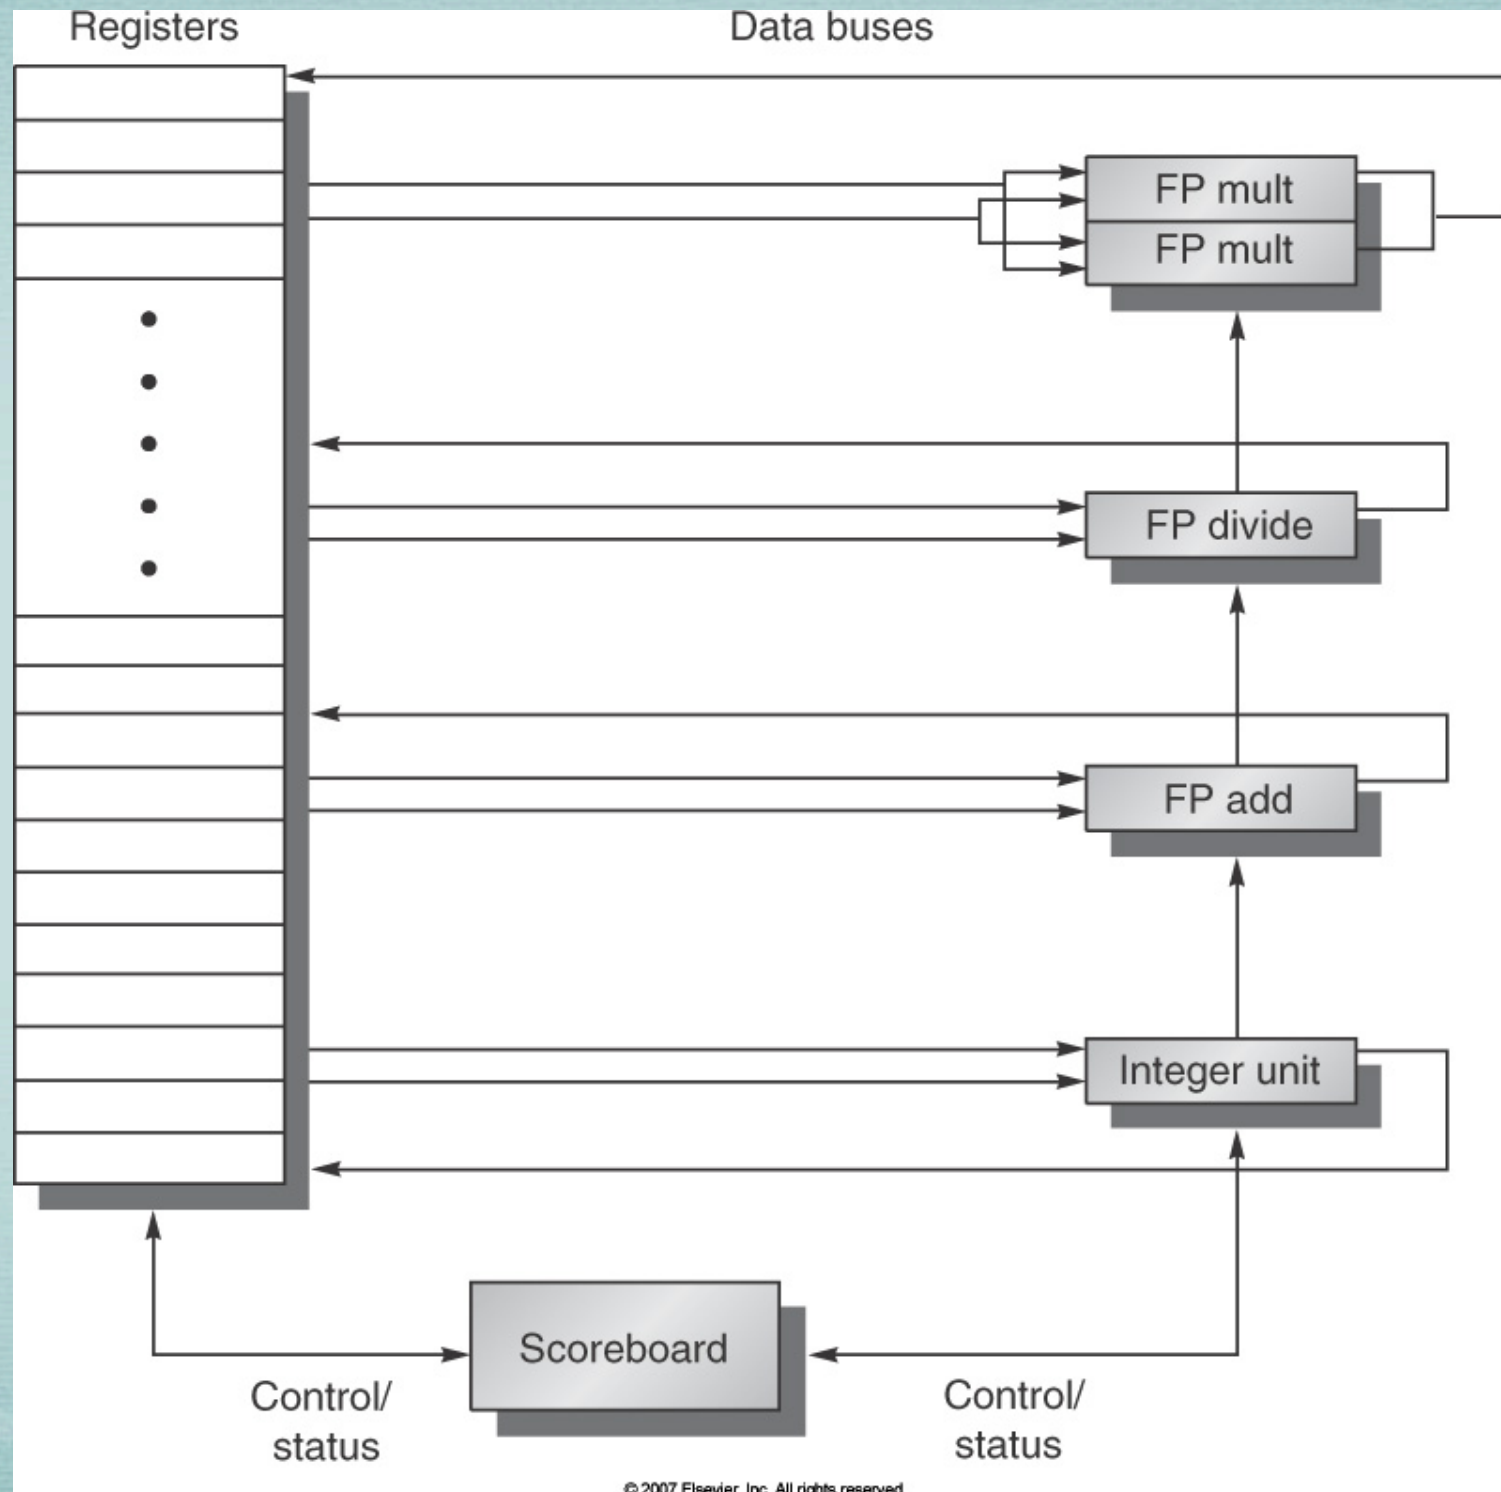 Registers
Data buses
FP mult
FP mult
FP divide
FP add
Integer unit
Scoreboard
Control/
status
Control/
status
© 2007 Elsevier, Inc. All rights reserved.